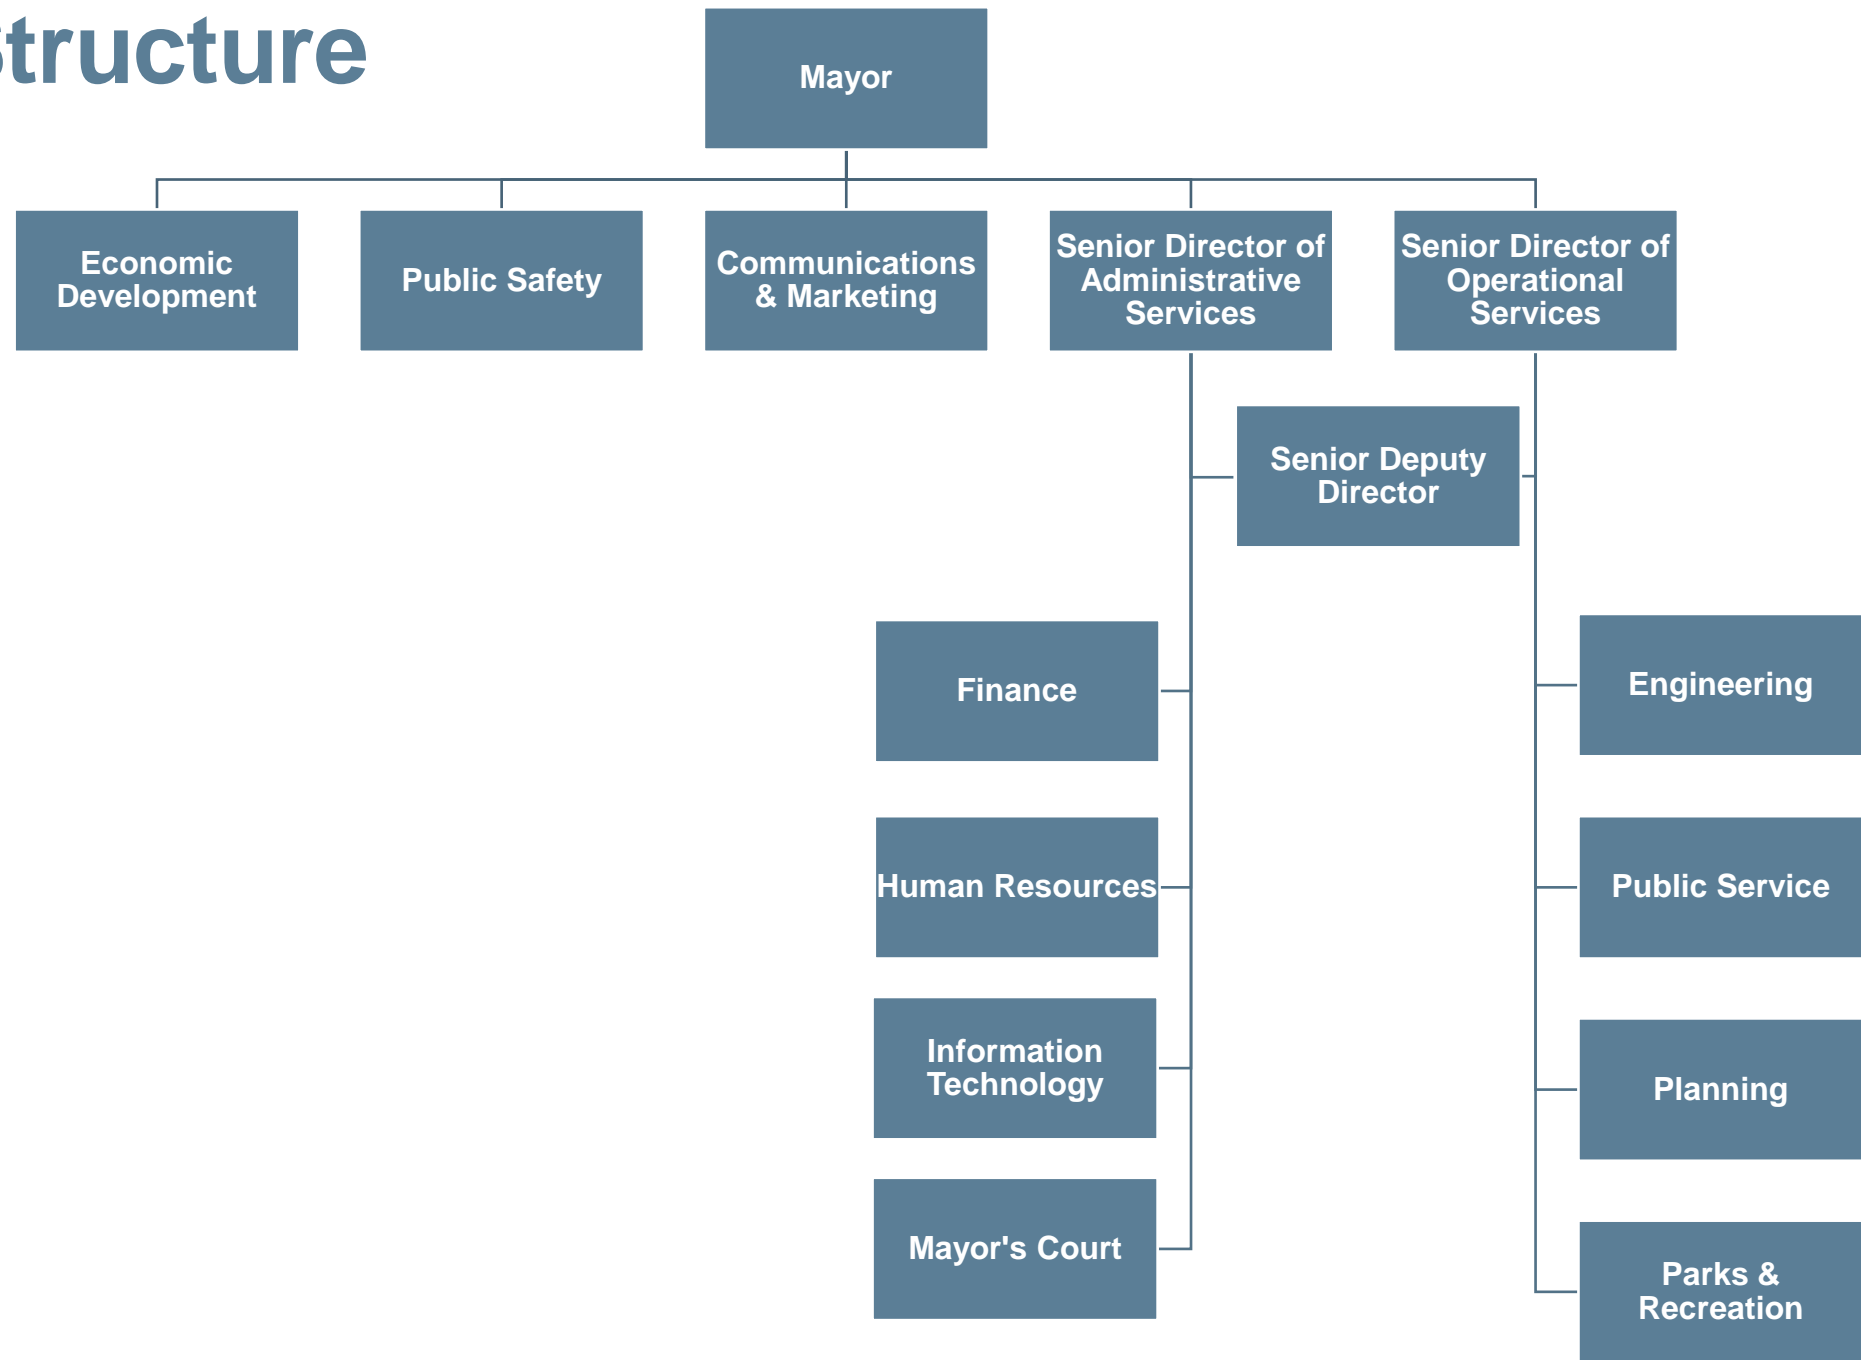 Structure
Mayor
Economic
Development
Public Safety
Communications
& Marketing
Senior Director of
Administrative
Services
Senior Director of
Operational
Services
Senior Deputy
Director
Finance
Engineering
Human Resources
Public Service
Information
Technology
Planning
Mayor's Court
Parks &
Recreation